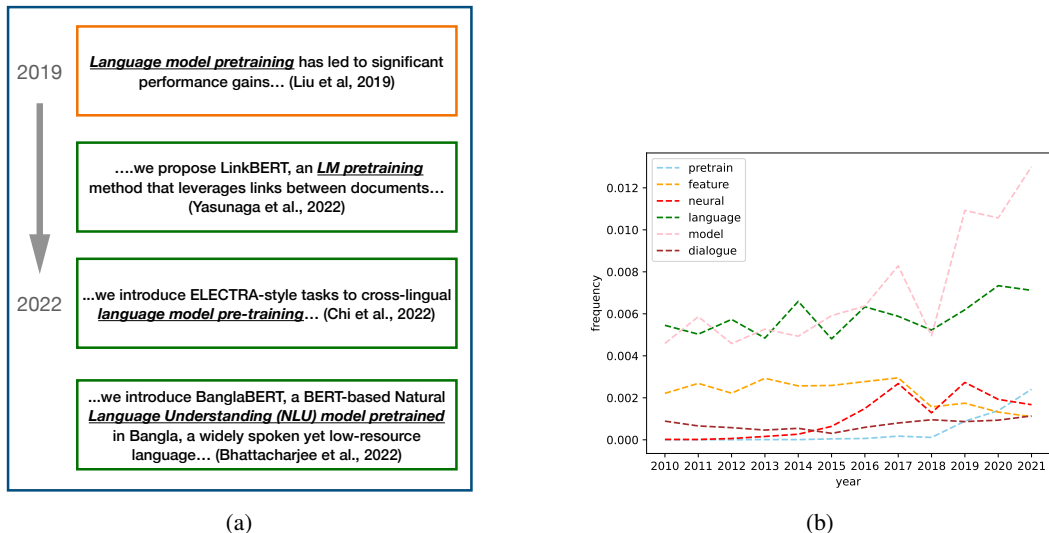 2019
Language model pretraining has led to significant
performance gains… (Liu et al, 2019)
….we propose LinkBERT, an LM pretraining
method that leverages links between documents…
(Yasunaga et al., 2022)
2022
...we introduce ELECTRA-style tasks to cross-lingual
language model pre-training… (Chi et al., 2022)
...we introduce BanglaBERT, a BERT-based Natural
Language Understanding (NLU) model pretrained
in Bangla, a widely spoken yet low-resource
language… (Bhattacharjee et al., 2022)
(a)
pretrain
feature
neural
language
model
dialogue
frequency
0.012
0.010
0.008
0.006
0.004
0.002
0.000
2010 2011 2012 2013 2014 2015 2016 2017 2018 2019 2020 2021
year
(b)